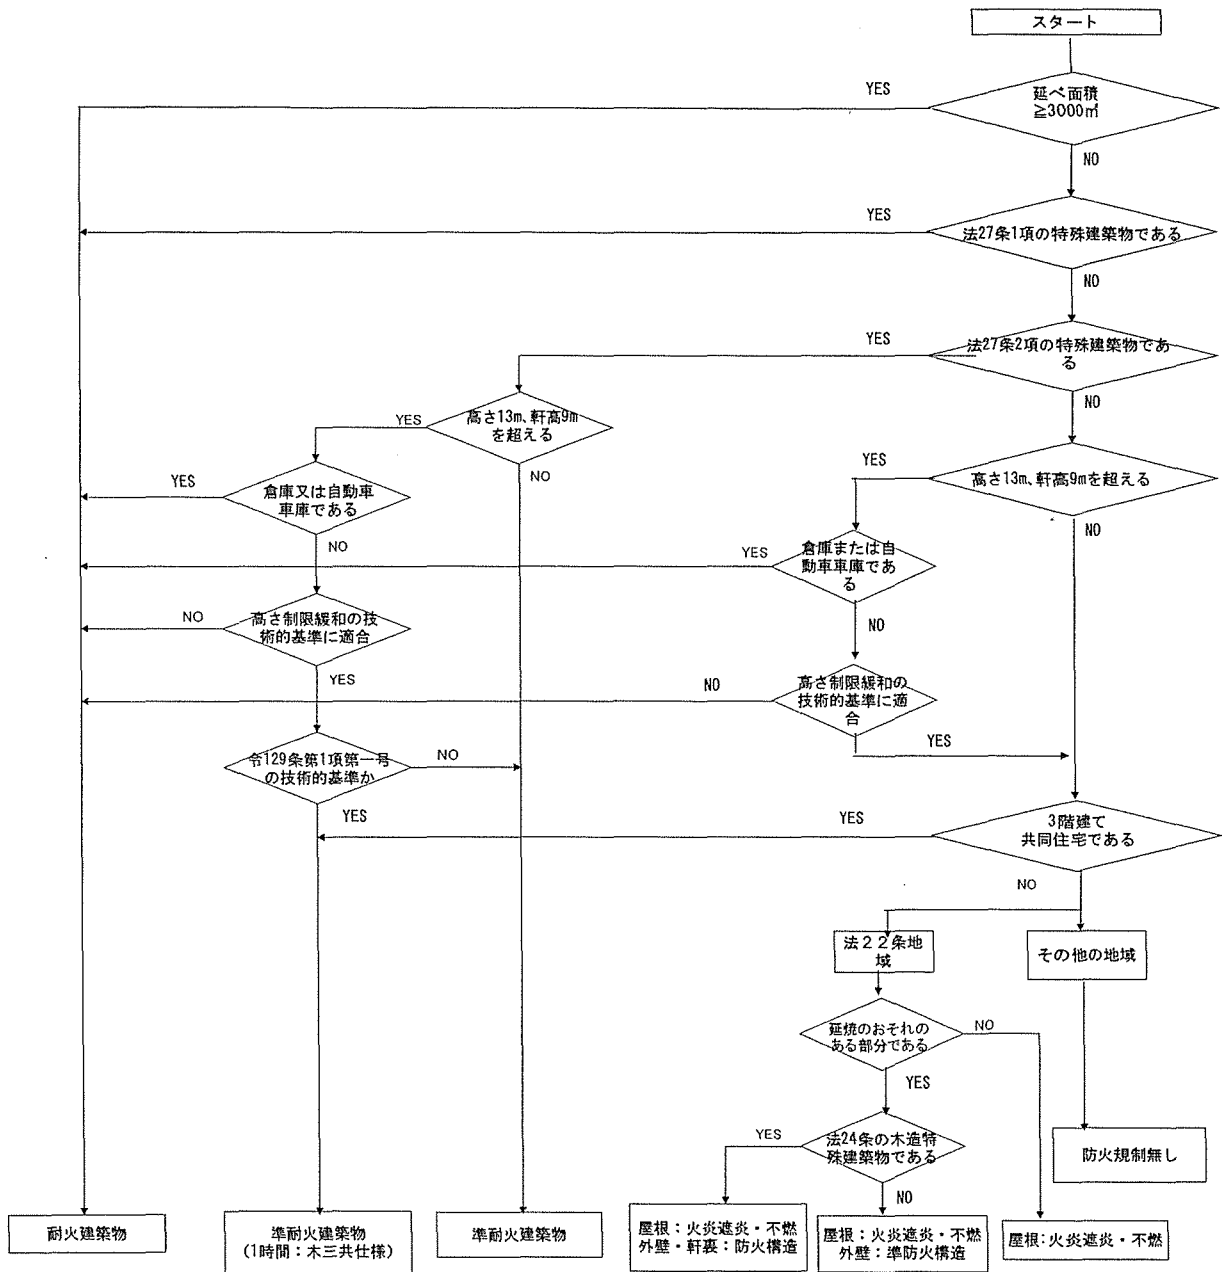 スタート
YES
延べ面積
≧3000㎡
NO
YES
法27条1項の特殊建築物である
NO
YES
法27条2項の特殊建築物であ
る
NO
YES
高さ13m、軒高9m
を超える
NO
YES
高さ13m、軒高9mを超える
NO
YES
倉庫又は自動車
車庫である
NO
YES
倉庫または自
動車車庫であ
る
NO
NO
高さ制限緩和の技
術的基準に適合
YES
NO
高さ制限緩和の
技術的基準に適
合
YES
令129条第1項第一号
の技術的基準か
NO
YES
YES
3階建て
共同住宅である
NO
法22条地
域
その他の地域
延焼のおそれの
ある部分である
NO
YES
YES
法24条の木造特
殊建築物である
NO
防火規制無し
耐火建築物
準耐火建築物
(1時間:木三共仕様)
準耐火建築物
屋根:火炎遮炎・不燃
外壁・軒裏:防火構造
屋根:火炎遮炎・不燃
外壁:準防火構造
屋根:火炎遮炎・不燃